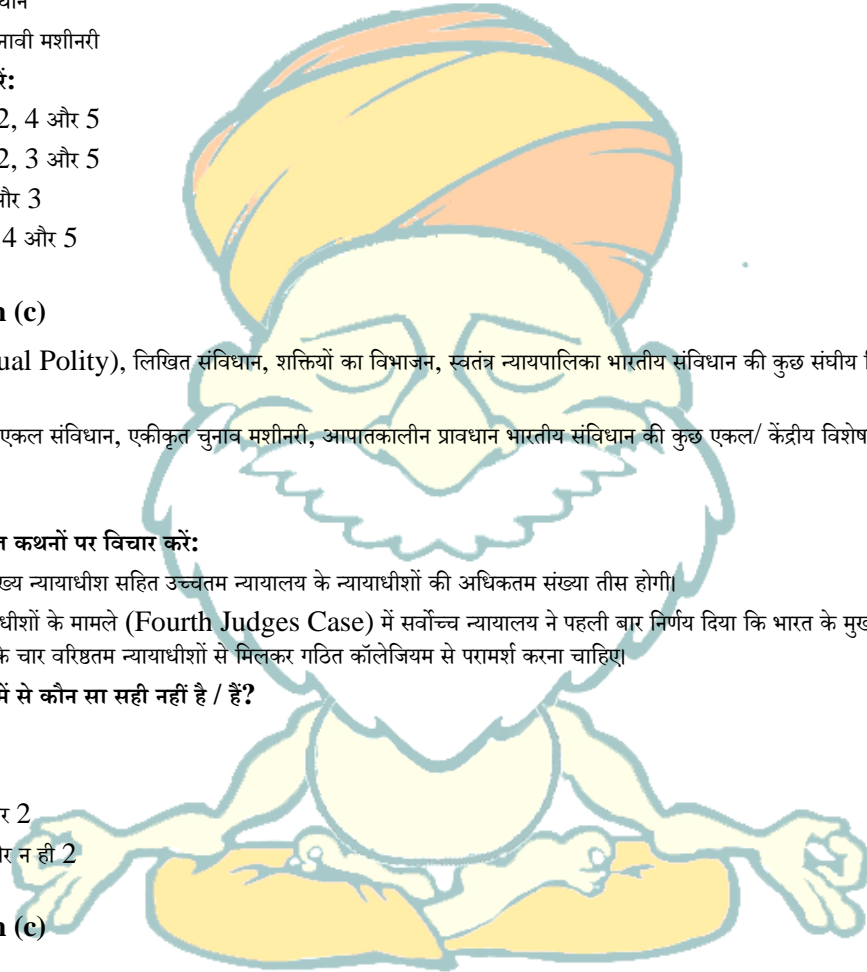 नावी मशीनरी
2, 4 और 5
2, 3 और 5
और 3
4 और 5
n (c)
ual Polity), लिखित संविधान, शक्तियों का विभाजन, स्वतंत्र न्यायपालिका भारतीय संविधान की कुछ संघीय
एकल संविधान, एकीकृत चुनाव मशीनरी, आपातकालीन प्रावधान भारतीय संविधान की कुछ एकल/ केंद्रीय विशेष
त कथनों पर विचार करें:
ख्य न्यायाधीश सहित उच्चतम न्यायालय के न्यायाधीशों की अधिकतम संख्या तीस होगी।
धीशों के मामले (Fourth Judges Case) में सर्वोच्च न्यायालय ने पहली बार निर्णय दिया कि भारत के मुख
के चार वरिष्ठतम न्यायाधीशों से मिलकर गठित कॉलेजियम से परामर्श करना चाहिए।
में से कौन सा सही नहीं है / हैं?
र 2
र न ही 2
n (c)